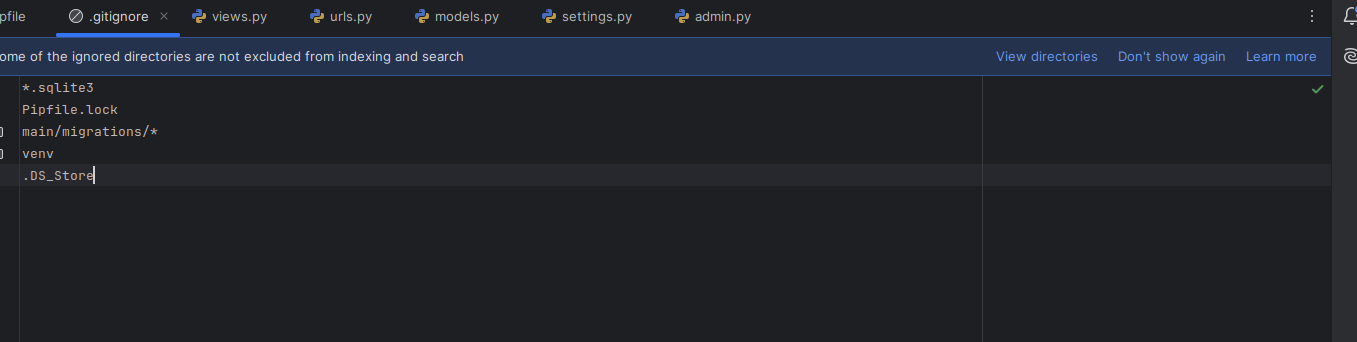 pfile .gitignore views.py urls.py models.py settings.py admin.py
ome of the ignored directories are not excluded from indexing and search View directories Don't show again Learn more
*.sqlite3
Pipfile.lock
main/migrations/*
venv
.DS_Store